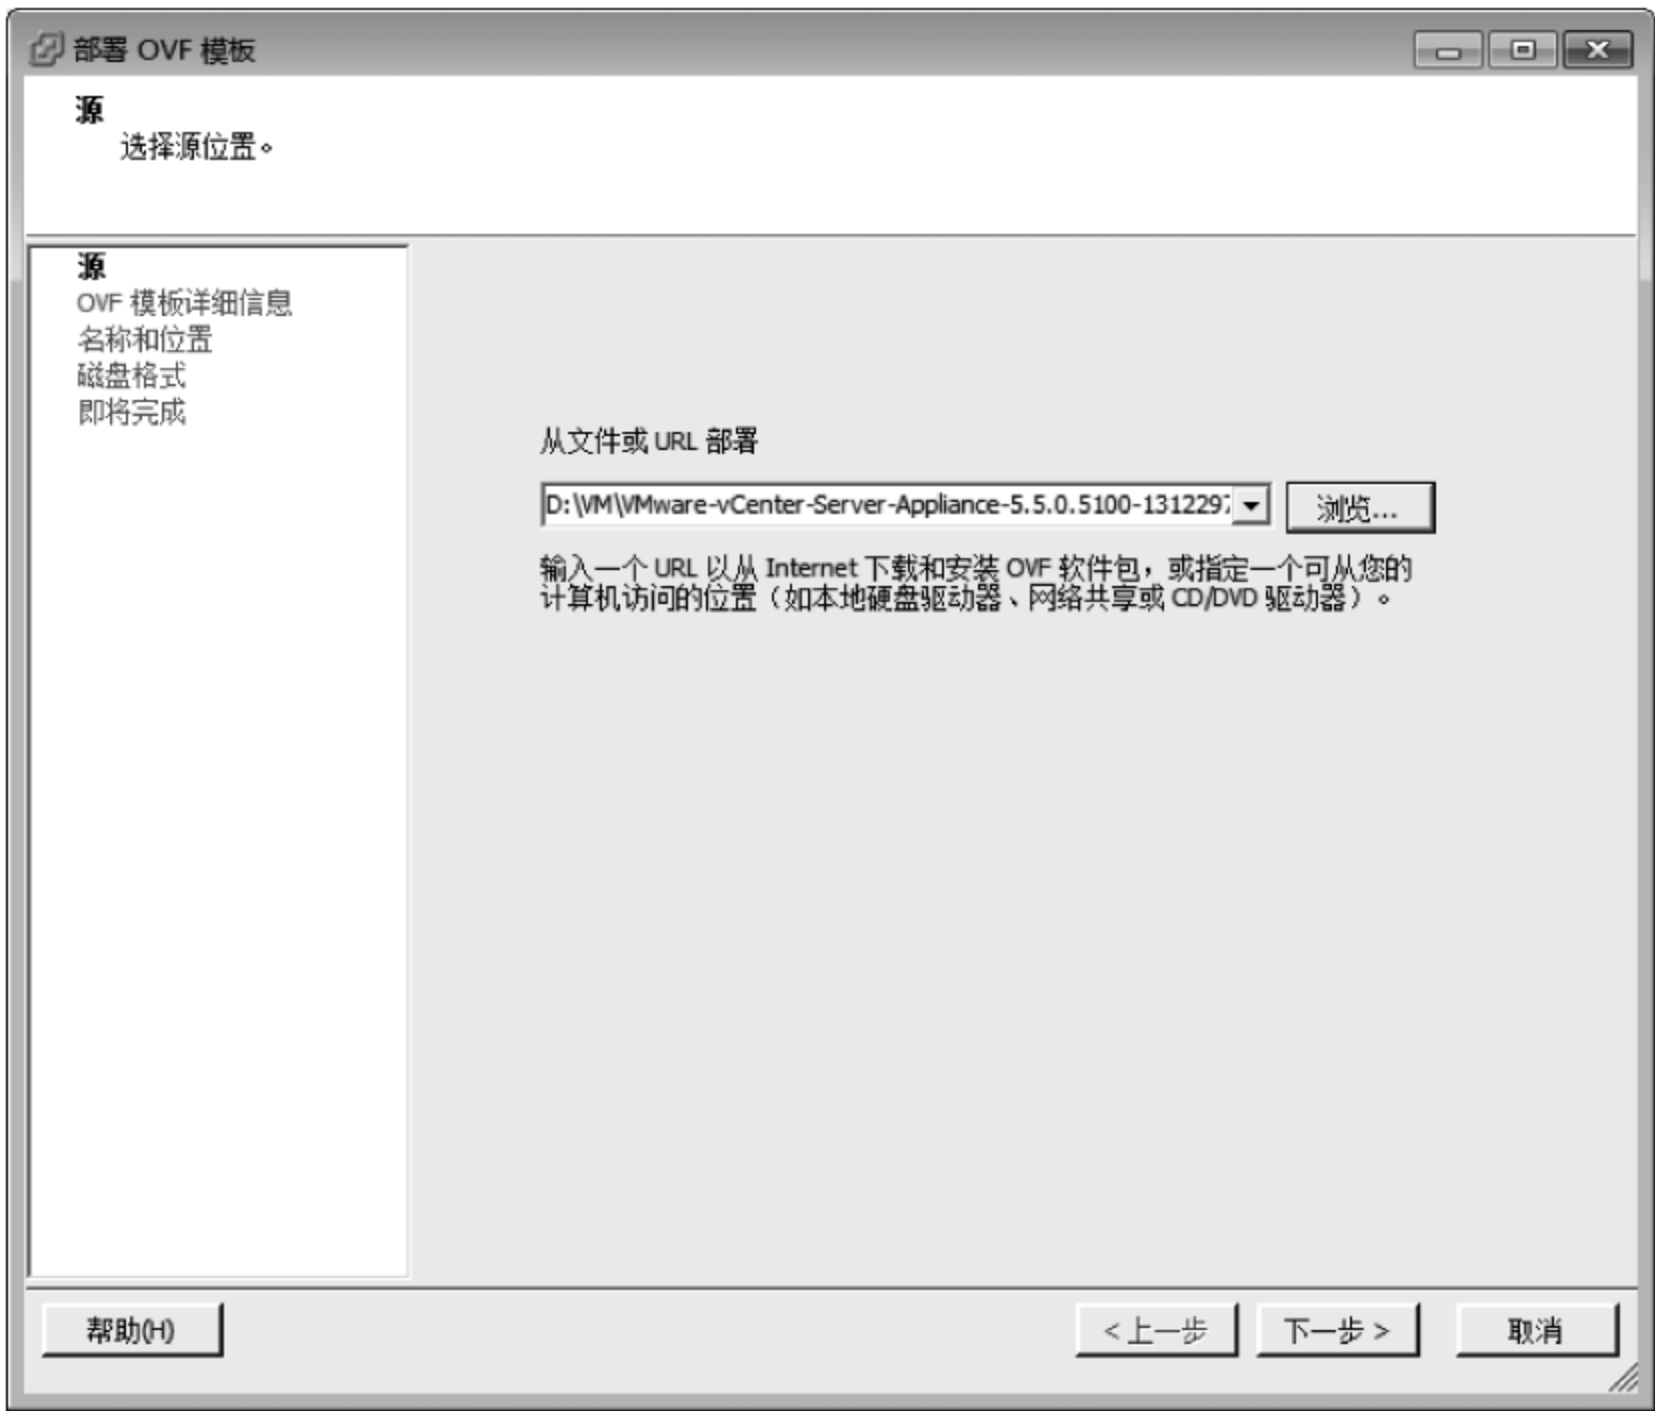 部署 OVF 模板
源
选择源位置。
源
OVF 模板详细信息
名称和位置
磁盘格式
即将完成
从文件或 URL 部署
D:\VM\VMware-vCenter-Server-Appliance-5.5.0.5100-1312297
浏览...
输入一个 URL 以从 Internet 下载和安装 OVF 软件包，或指定一个可从您的
计算机访问的位置（如本地硬盘驱动器、网络共享或 CD/DVD 驱动器）。
帮助(H)
<上一步
下一步 >
取消